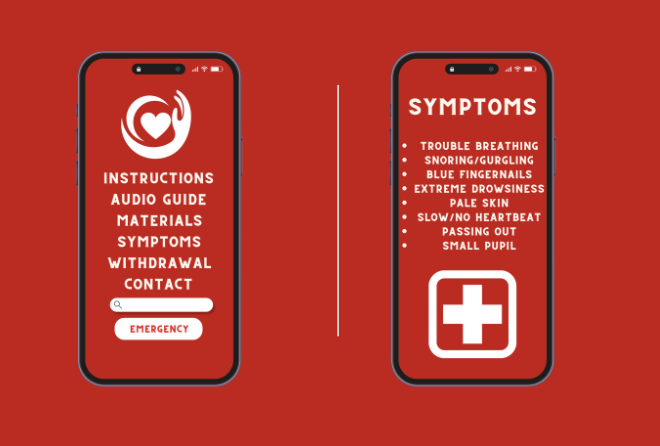 INSTRUCTIONS
AUDIO GUIDE
MATERIALS
SYMPTOMS
WITHDRAWAL
CONTACT
EMERGENCY
SYMPTOMS
• TROUBLE BREATHING
• SNORING/GURGLING
• BLUE FINGERNAILS
• EXTREME DROWSINESS
• PALE SKIN
• SLOW/NO HEARTBEAT
• PASSING OUT
• SMALL PUPIL